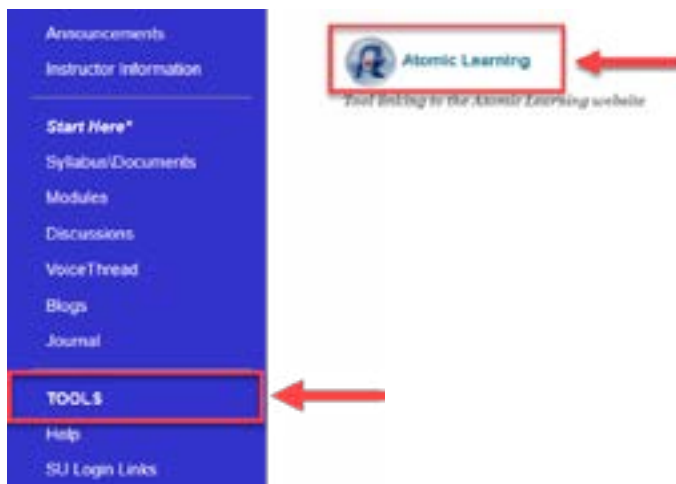 Announcements
Instructor Information
Start Here*
Syllabus\Documents
Modules
Discussions
VoiceThread
Blogs
Journal
TOOLS
Help
SU Login Links
Atomic Learning
Tool linking to the Atomic Learning website